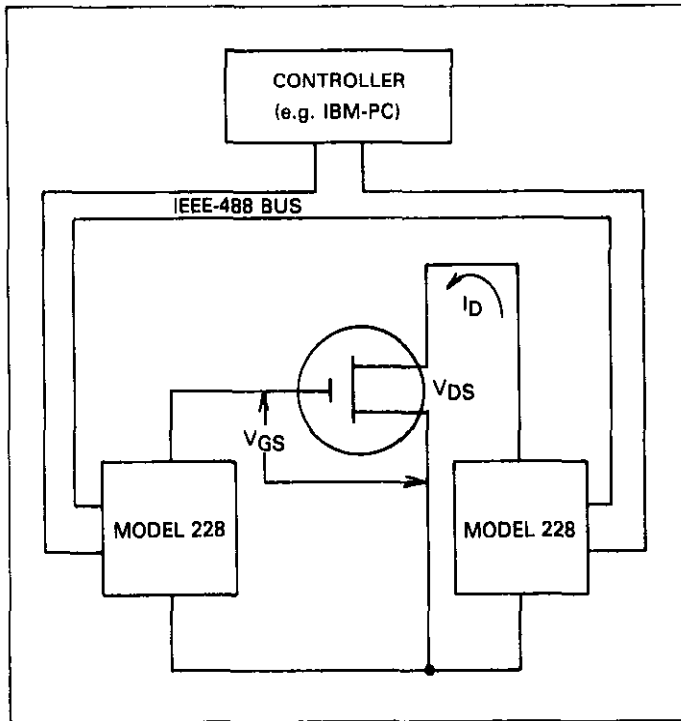 CONTROLLER
(e.g. IBM-PC)
IEEE-488 BUS
ID
VDS
VGS
MODEL 228
MODEL 228